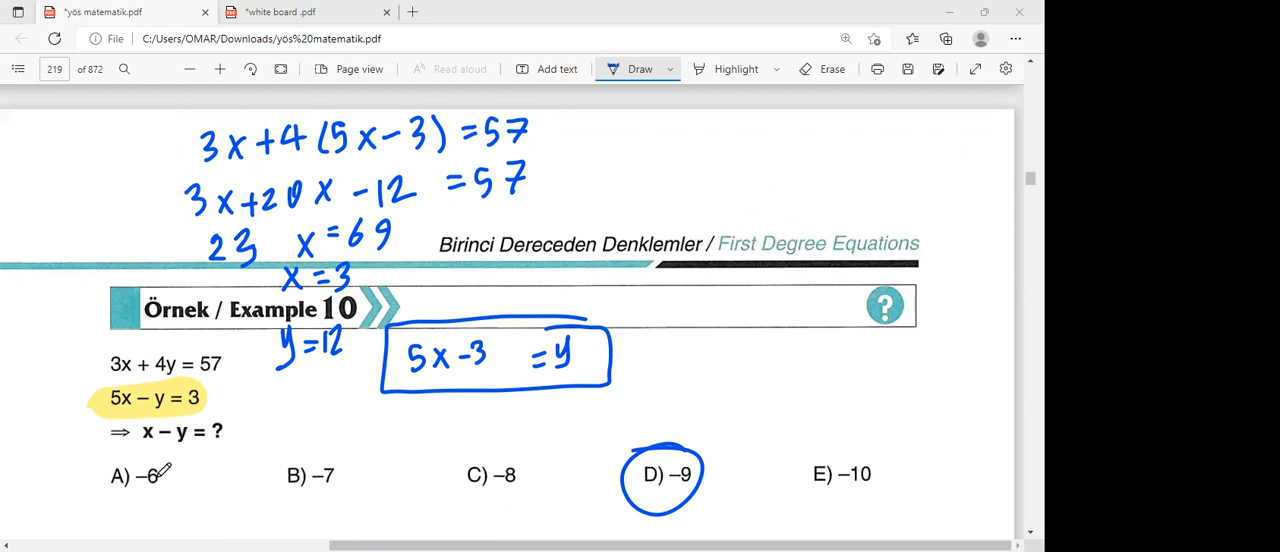 *yös matematik.pdf
*white board .pdf
File
C:/Users/OMAR/Downloads/yös%20matematik.pdf
219 of 872
Page view
Read aloud
Add text
Draw
Highlight
Erase
3x+4(5x-3)=57
3x+20x-12=57
23 x=69
Birinci Dereceden Denklemler / First Degree Equations
x=3
Örnek / Example 10
?
y=12
5x-3 =y
3x + 4y = 57
5x – y = 3
⇒ x – y = ?
A) –6
B) –7
C) –8
D) –9
E) –10